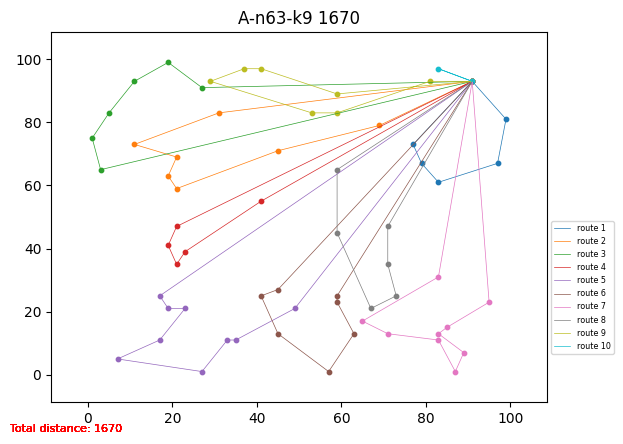 A-n63-k9 1670
100
80
60
40
20
0
0 20 40 60 80 100
route 1
route 2
route 3
route 4
route 5
route 6
route 7
route 8
route 9
route 10
Total distance: 1670